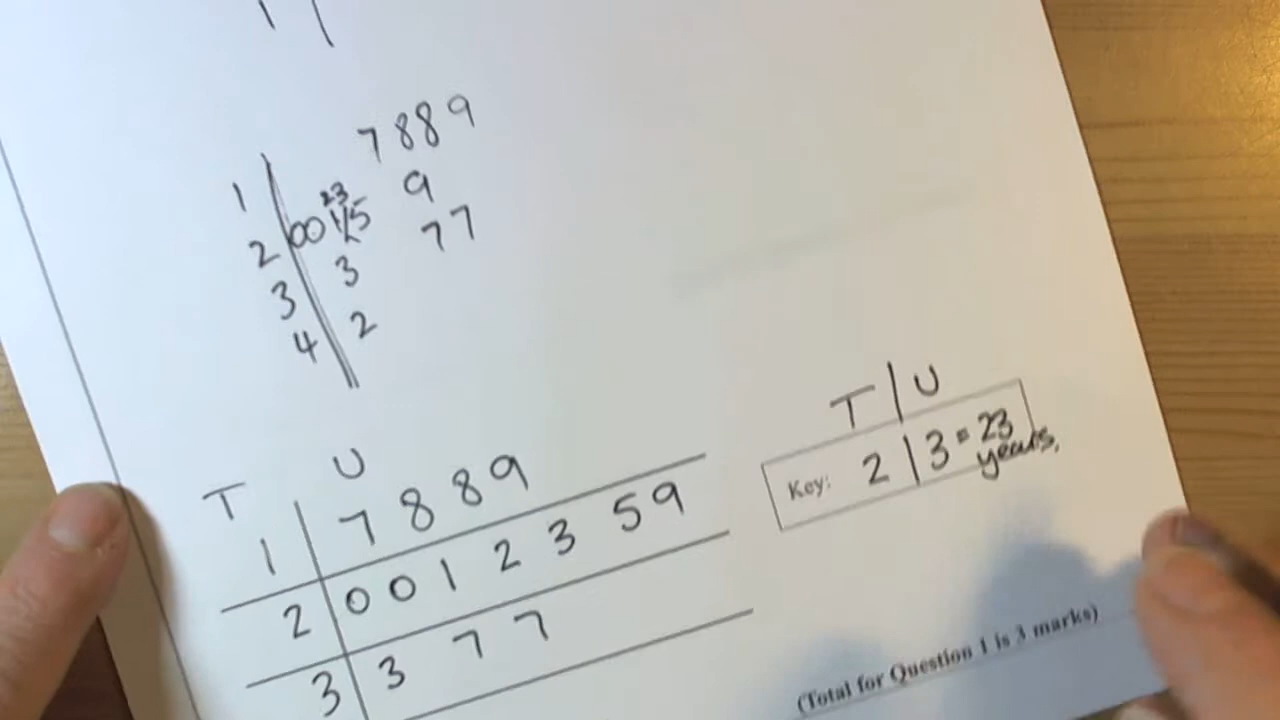 7 8 8 9
1
23
2 00 1/5 9
3 3 7 7
4 2
T U
1 7 8 8 9
2 0 0 1 2 3 5 9
3 3 7 7
T | U
Key: 2 | 3 = 23
years.
(Total for Question 1 is 3 marks)